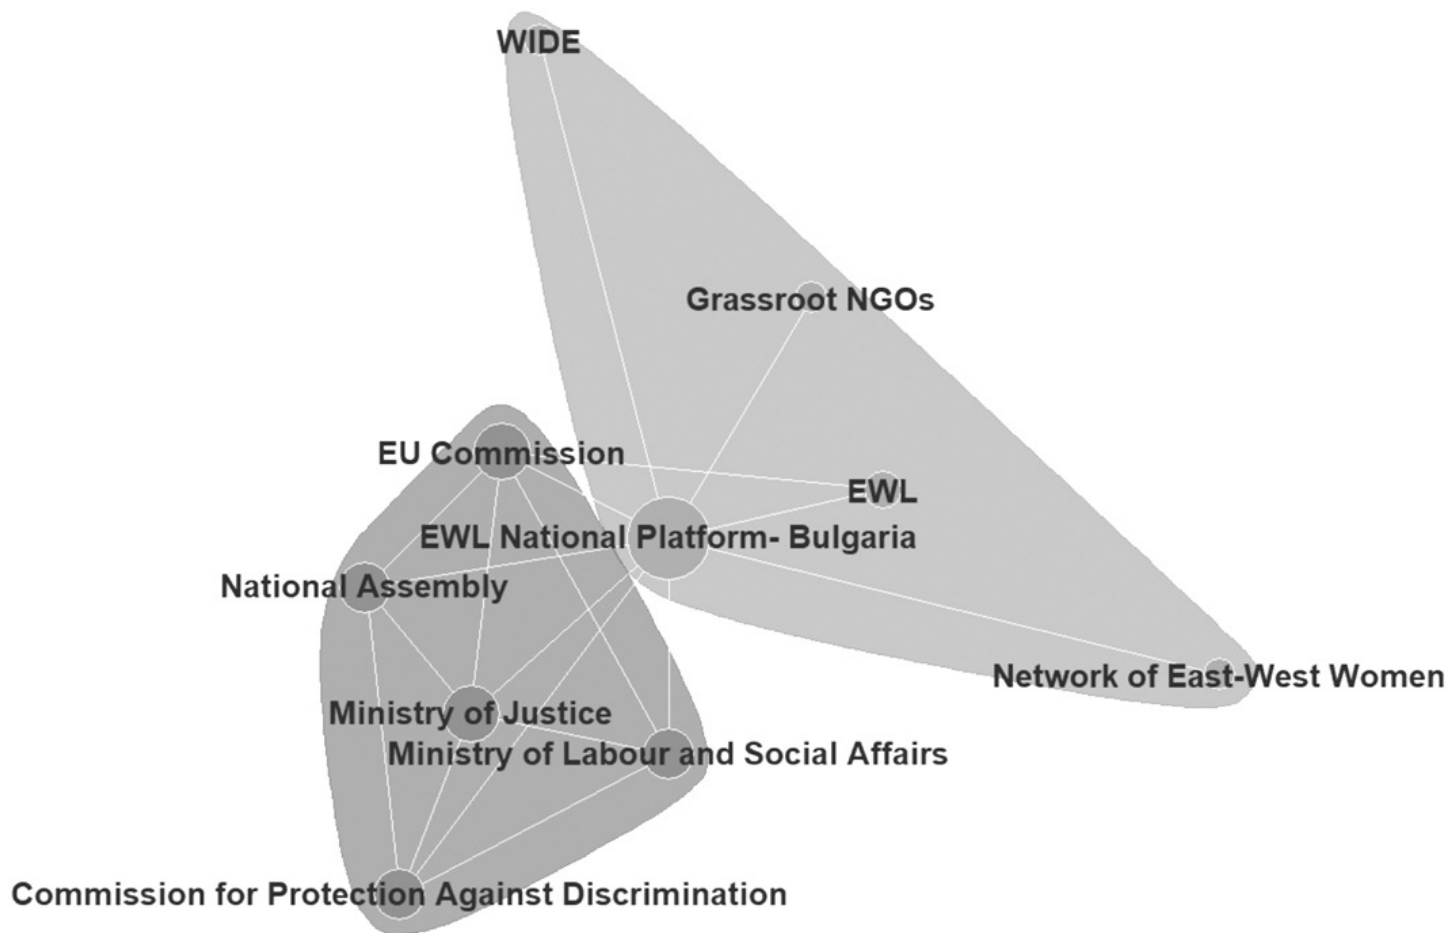 WIDE
Grassroot NGOs
EU Commission
EWL
EWL National Platform- Bulgaria
National Assembly
Network of East-West Women
Ministry of Justice
Ministry of Labour and Social Affairs
Commission for Protection Against Discrimination